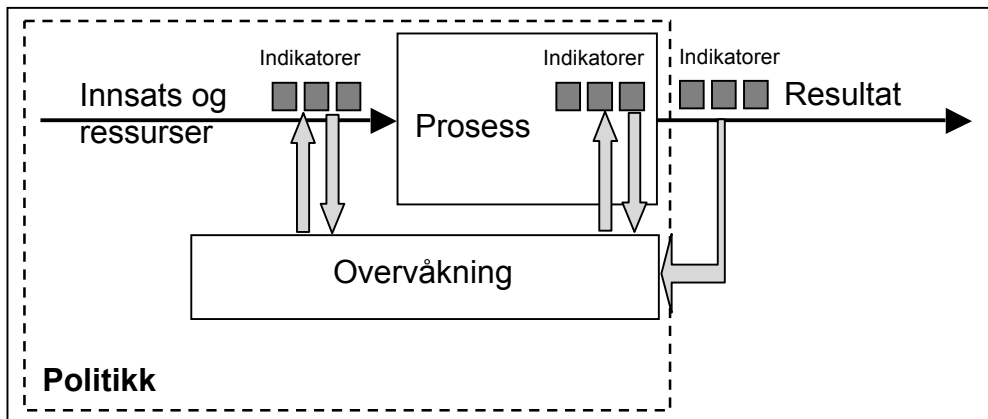 Indikatorer
Indikatorer
Indikatorer
Innsats og
ressurser
Prosess
Resultat
Overvåkning
Politikk